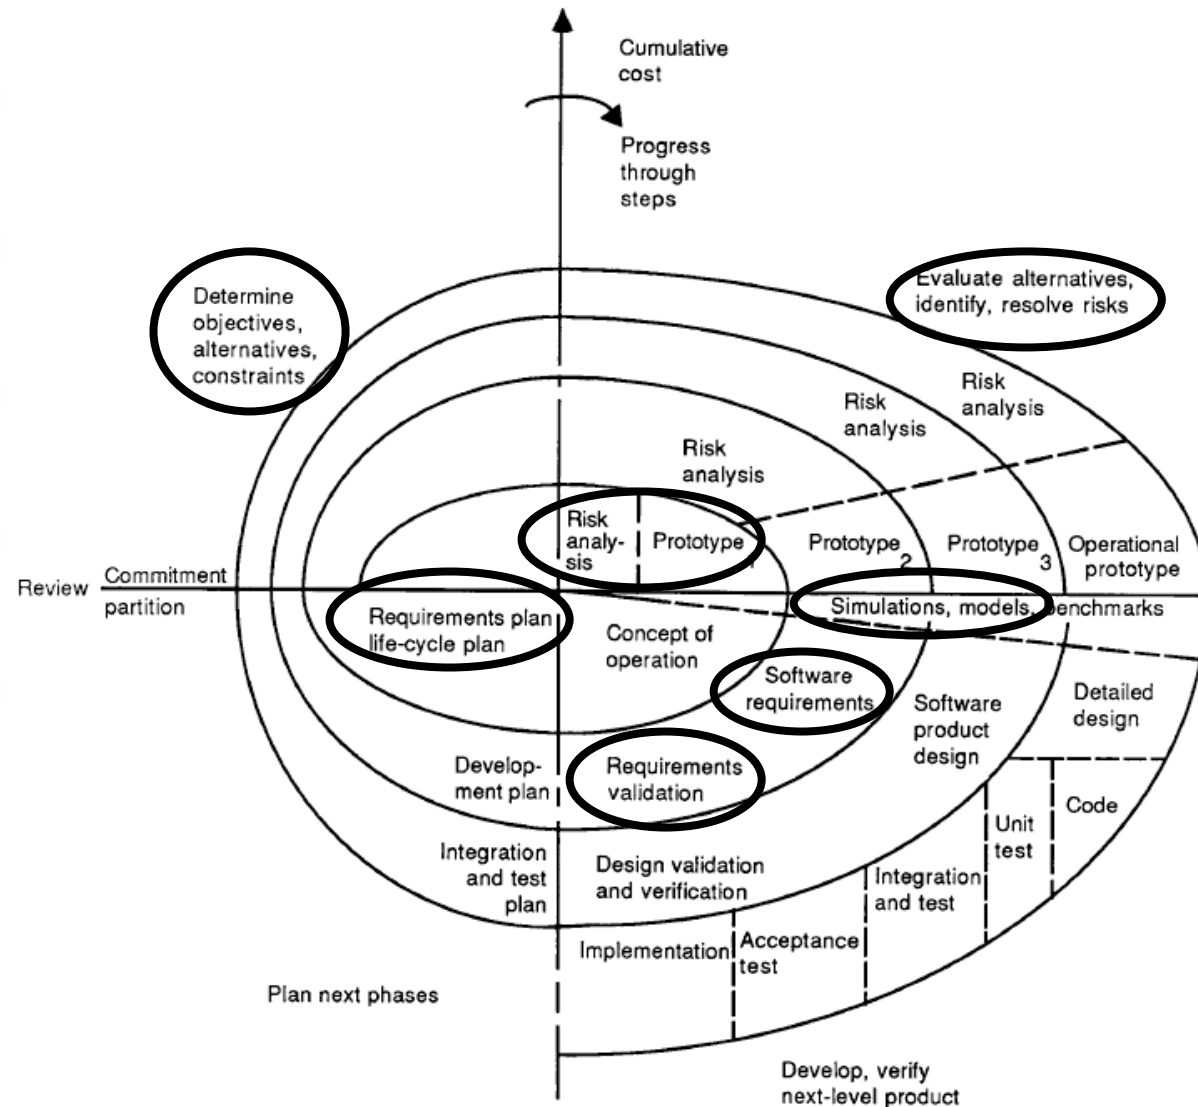 Cumulative
cost
Progress
through
steps
Determine
objectives,
alternatives,
constraints
Evaluate alternatives,
identify, resolve risks
Risk
analysis
Risk
analysis
Risk
analysis
Risk
analy-
sis
Prototype
Prototype
2
Prototype
3
Operational
prototype
Review
Commitment
partition
Requirements plan
life-cycle plan
Concept of
operation
Simulations, models, benchmarks
Software
requirements
Software
product
design
Detailed
design
Develop-
ment plan
Requirements
validation
Code
Unit
test
Integration
and test
plan
Design validation
and verification
Integration
and test
Implementation
Acceptance
test
Plan next phases
Develop, verify
next-level product